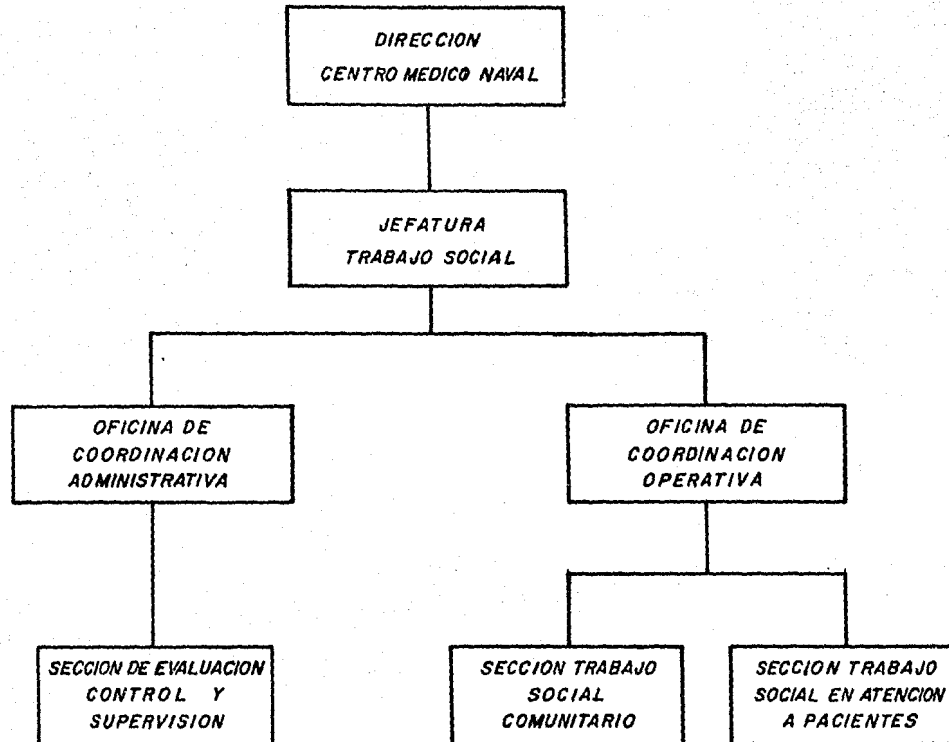 DIRECCION
CENTRO MEDICO NAVAL
JEFATURA
TRABAJO SOCIAL
OFICINA DE
COORDINACION
ADMINISTRATIVA
OFICINA DE
COORDINACION
OPERATIVA
SECCION DE EVALUACION
CONTROL Y
SUPERVISION
SECCION TRABAJO
SOCIAL
COMUNITARIO
SECCION TRABAJO
SOCIAL EN ATENCION
A PACIENTES